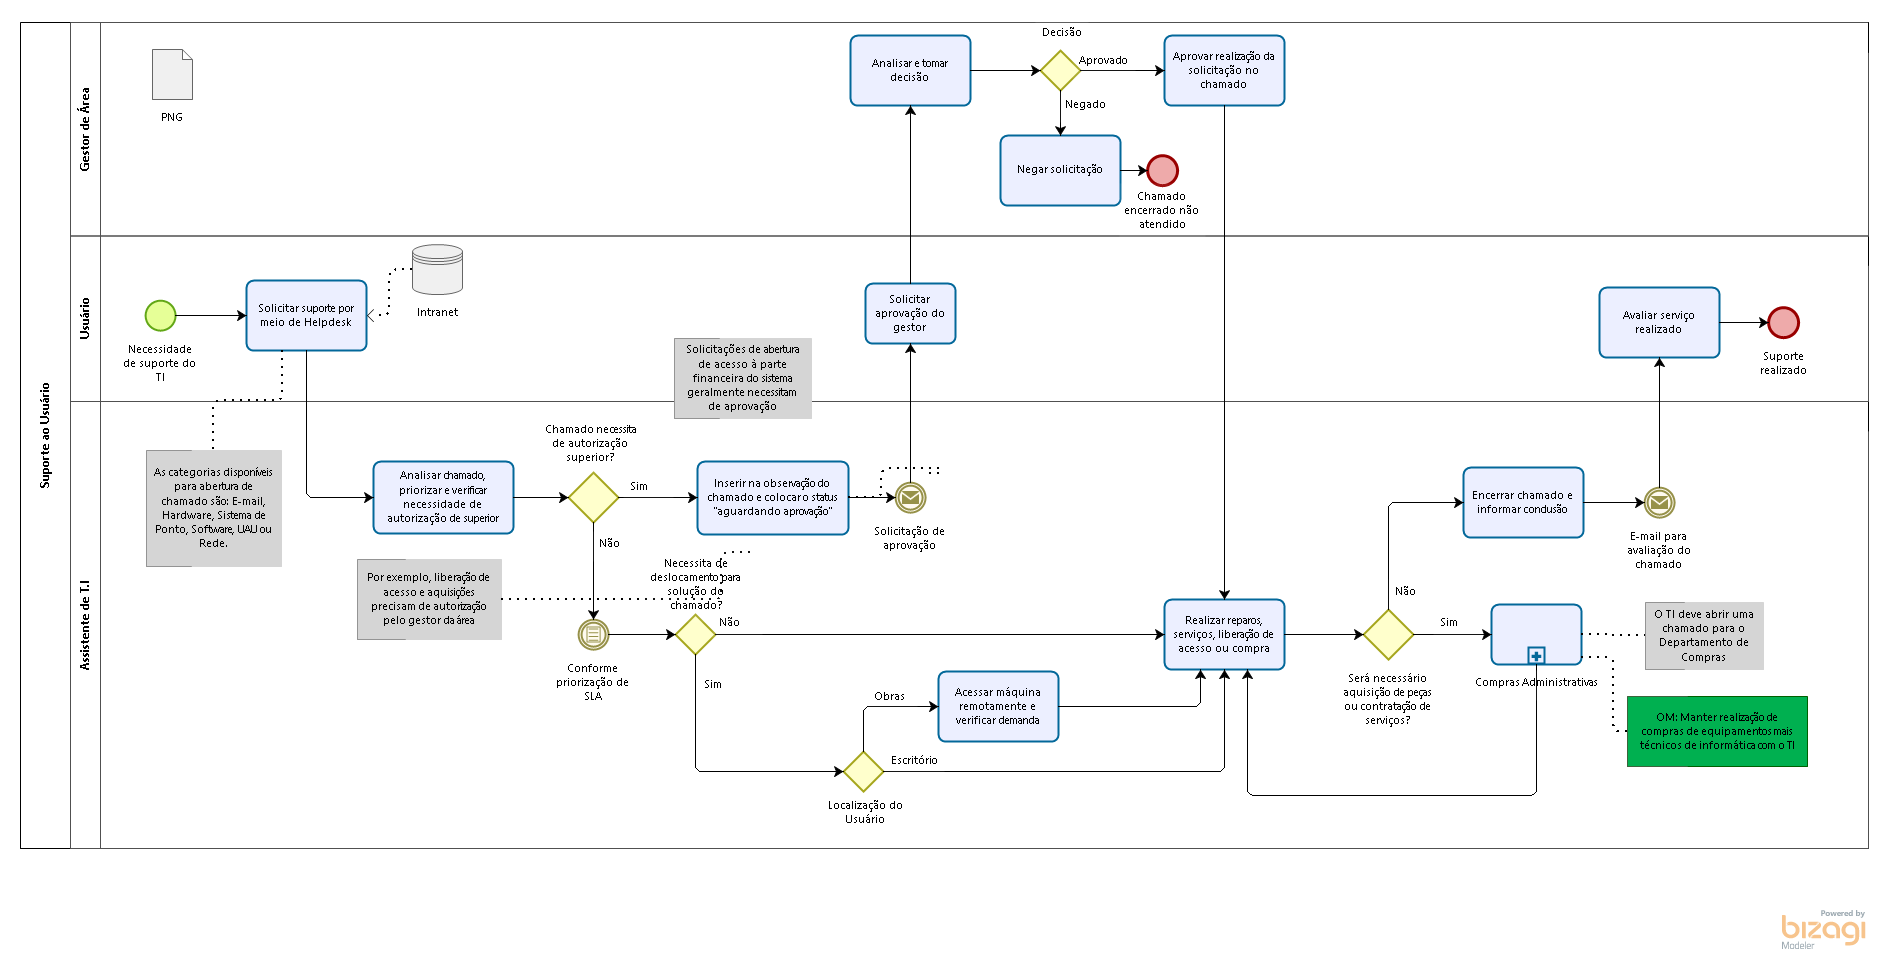 Suporte ao Usuário
Gestor de Área
PNG
Analisar e tomar
decisão
Decisão
Aprovado
Negado
Aprovar realização da
solicitação no
chamado
Negar solicitação
Chamado
encerrado não
atendido
Usuário
Necessidade
de suporte do
TI
Solicitar suporte por
meio de Helpdesk
Intranet
Solicitações de abertura
de acesso à parte
financeira do sistema
geralmente necessitam
de aprovação
Solicitar
aprovação do
gestor
Avaliar serviço
realizado
Suporte
realizado
Assistente de T.I
As categorias disponíveis
para abertura de
chamado são: E-mail,
Hardware, Sistema de
Ponto, Software, UAU ou
Rede.
Analisar chamado,
priorizar e verificar
necessidade de
autorização de superior
Chamado necessita
de autorização
superior?
Sim
Não
Inserir na observação do
chamado e colocar o status
"aguardando aprovação"
Solicitação de
aprovação
Por exemplo, liberação de
acesso e aquisições
precisam de autorização
pelo gestor da área
Conforme
priorização de
SLA
Necessita de
deslocamento para
solução do
chamado?
Não
Sim
Localização do
Usuário
Obras
Escritório
Acessar máquina
remotamente e
verificar demanda
Realizar reparos,
serviços, liberação de
acesso ou compra
Será necessário
aquisição de peças
ou contratação de
serviços?
Não
Sim
Encerrar chamado e
informar condusão
E-mail para
avaliação do
chamado
Compras Administrativas
O TI deve abrir uma
chamado para o
Departamento de
Compras
OM: Manter realização de
compras de equipamentos mais
técnicos de informática com o TI
Powered by
bizagi
Modeler